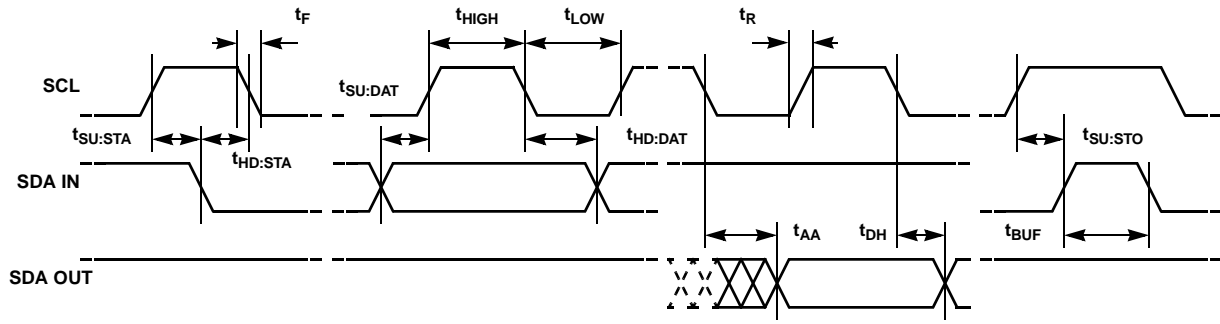 tF
tHIGH
tLOW
tR
SCL
tSU:DAT
tSU:STA
tHD:STA
tHD:DAT
tSU:STO
SDA IN
tAA
tDH
tBUF
SDA OUT